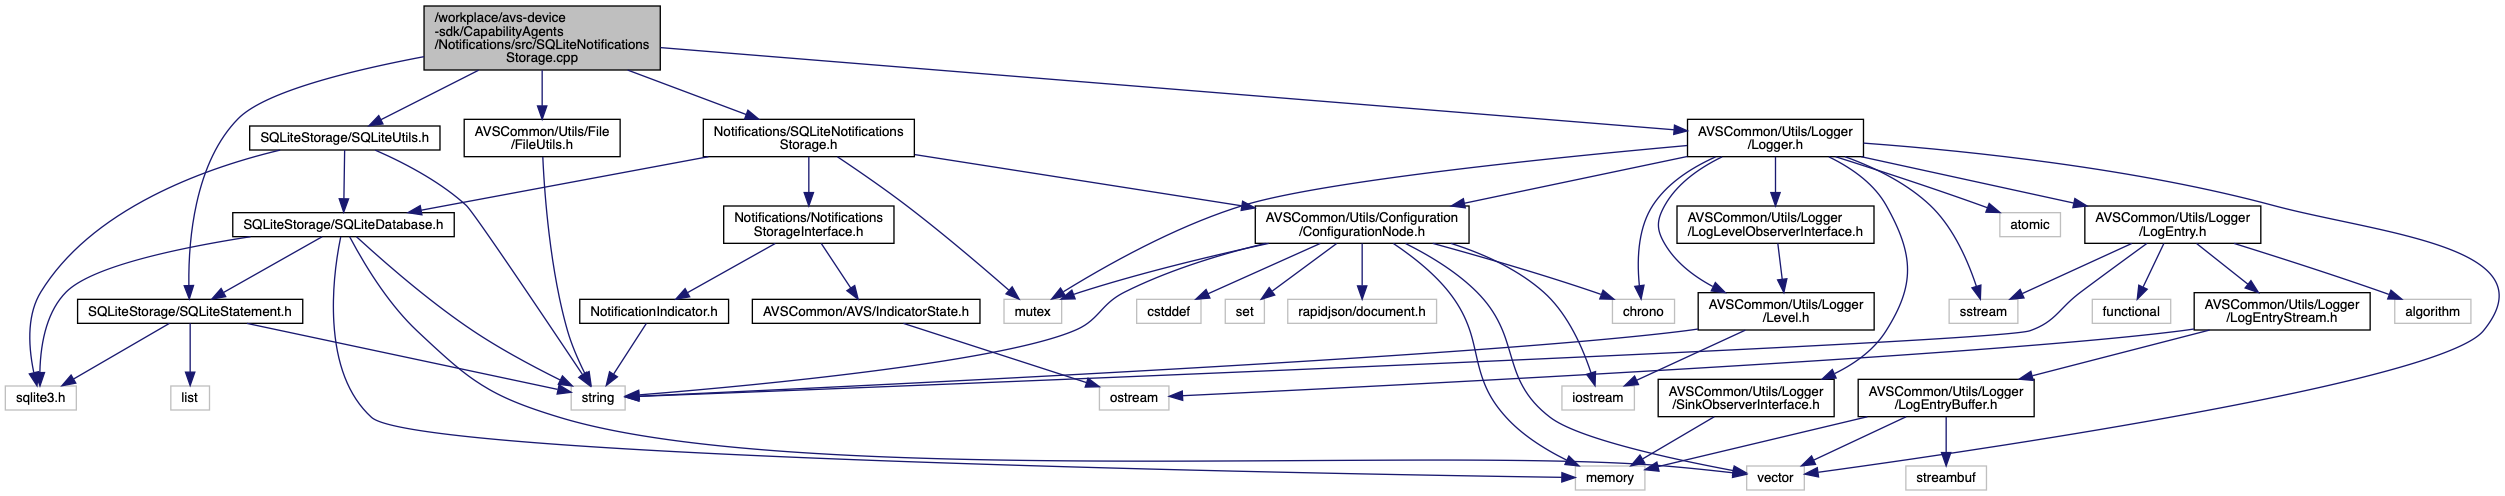 /workplace/avs-device
-sdk/CapabilityAgents
/Notifications/src/SQLiteNotifications
Storage.cpp
SQLiteStorage/SQLiteUtils.h
AVSCommon/Utils/File
/FileUtils.h
Notifications/SQLiteNotifications
Storage.h
AVSCommon/Utils/Logger
/Logger.h
SQLiteStorage/SQLiteDatabase.h
Notifications/Notifications
StorageInterface.h
AVSCommon/Utils/Configuration
/ConfigurationNode.h
AVSCommon/Utils/Logger
/LogLevelObserverInterface.h
atomic
AVSCommon/Utils/Logger
/LogEntry.h
SQLiteStorage/SQLiteStatement.h
NotificationIndicator.h
AVSCommon/AVS/IndicatorState.h
mutex
cstddef
set
rapidjson/document.h
chrono
AVSCommon/Utils/Logger
/Level.h
sstream
functional
AVSCommon/Utils/Logger
/LogEntryStream.h
algorithm
sqlite3.h
list
string
ostream
iostream
AVSCommon/Utils/Logger
/SinkObserverInterface.h
AVSCommon/Utils/Logger
/LogEntryBuffer.h
memory
vector
streambuf